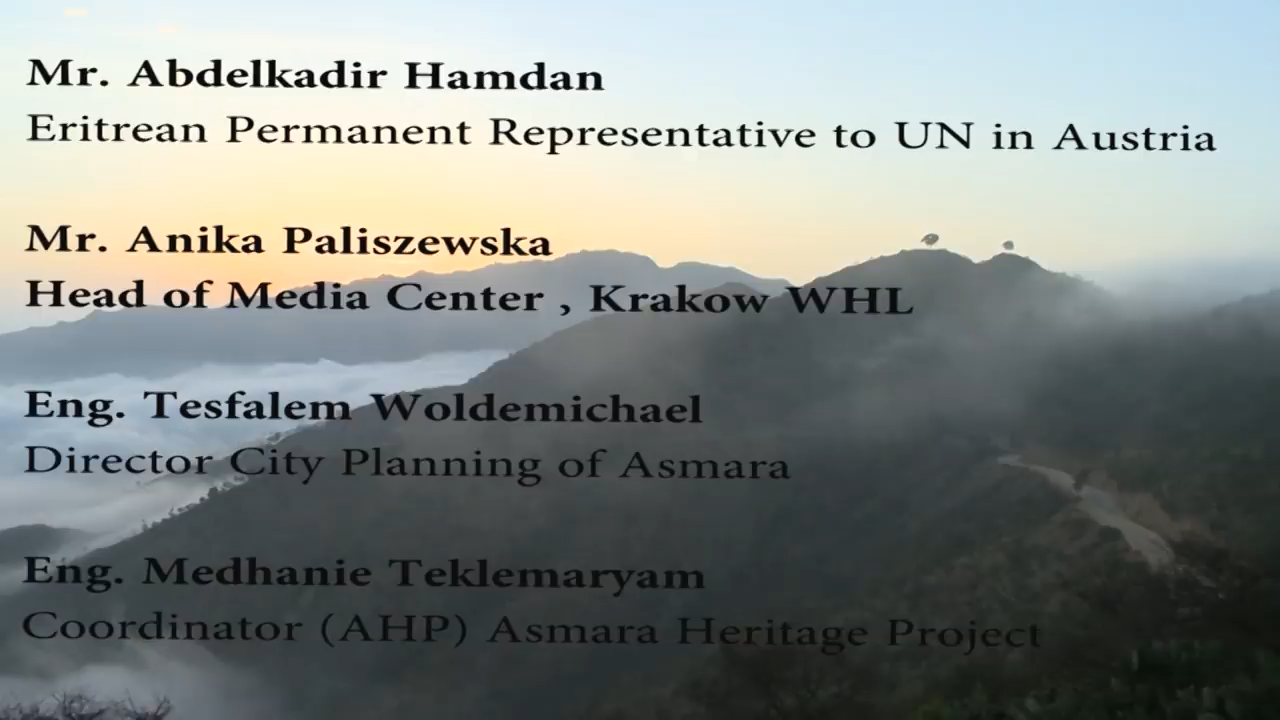 Mr. Abdelkadir Hamdan
Eritrean Permanent Representative to UN in Austria
Mr. Anika Paliszewska
Head of Media Center , Krakow WHL
Eng. Tesfalem Woldemichael
Director City Planning of Asmara
Eng. Medhanie Teklemaryam
Coordinator (AHP) Asmara Heritage Project